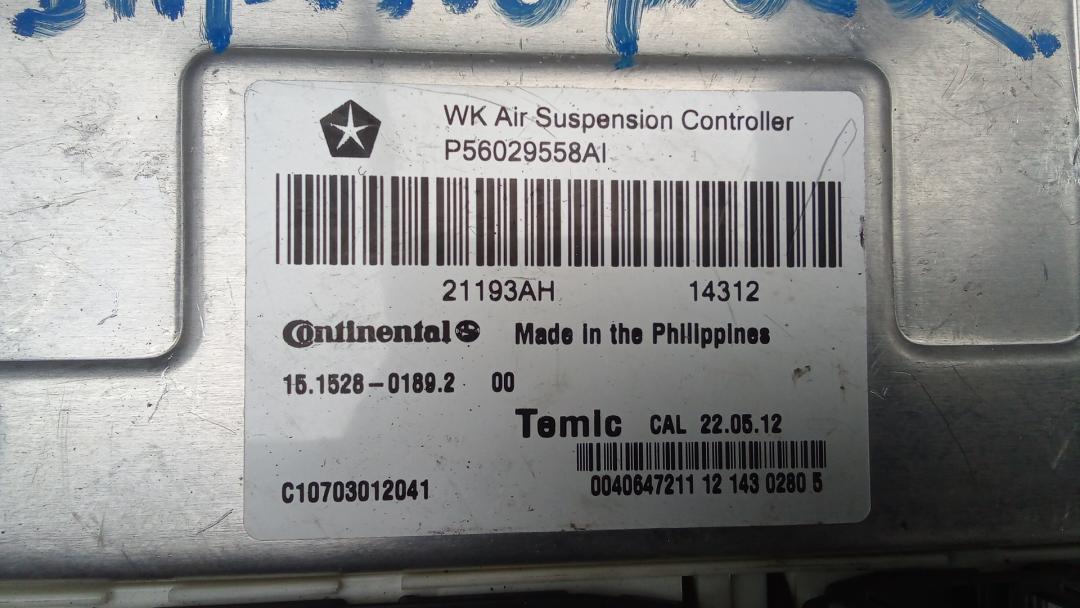 WK Air Suspension Controller
P56029558AI
21193AH 14312
Continental Made in the Philippines
15.1528-0189.2 00
Temic CAL 22.05.12
C10703012041 0040647211 12 143 0280 5